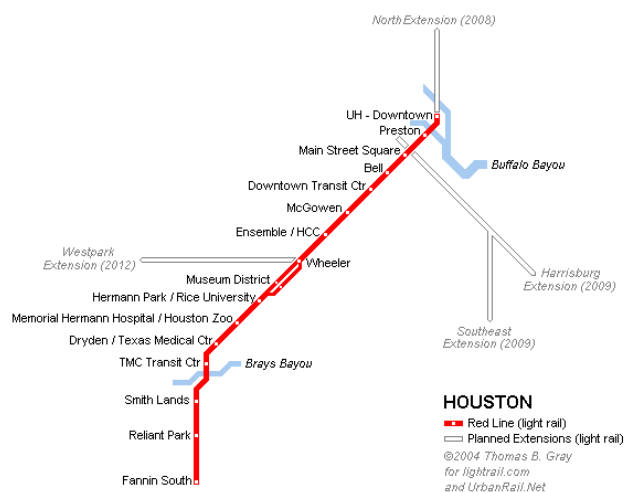 North Extension (2008)
UH - Downtown
Preston
Main Street Square
Bell
Buffalo Bayou
Downtown Transit Ctr
McGowen
Ensemble / HCC
Westpark
Extension (2012)
Wheeler
Harrisburg
Extension (2009)
Museum District
Hermann Park / Rice University
Memorial Hermann Hospital / Houston Zoo
Southeast
Extension (2009)
Dryden / Texas Medical Ctr
TMC Transit Ctr
Brays Bayou
Smith Lands
Reliant Park
Fannin South
HOUSTON
Red Line (light rail)
Planned Extensions (light rail)
©2004 Thomas B. Gray
for lightrail.com
and UrbanRail.Net